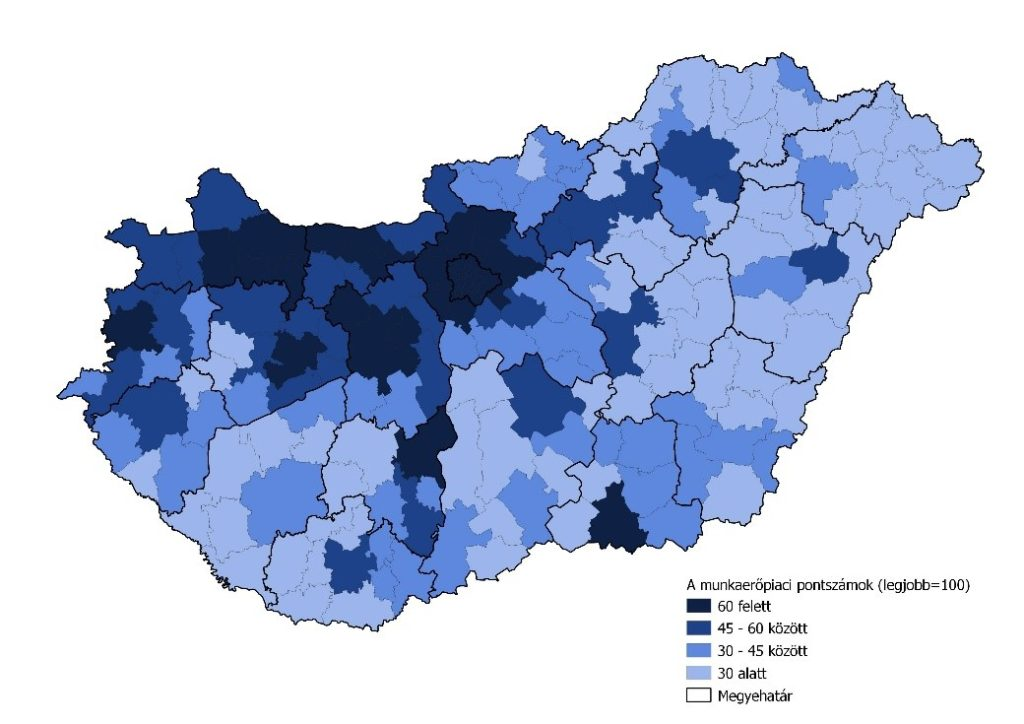 A munkaerőpiaci pontszámok (legjobb=100)
60 felett
45 - 60 között
30 - 45 között
30 alatt
Megyehatár